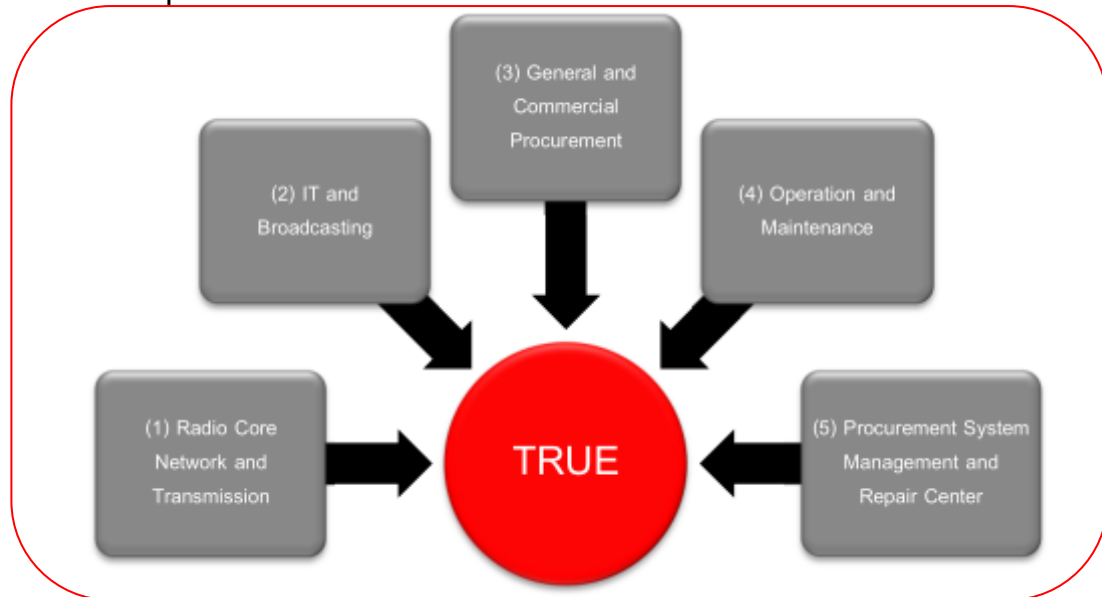 (1) Radio Core
Network and
Transmission
(2) IT and
Broadcasting
(3) General and
Commercial
Procurement
(4) Operation and
Maintenance
(5) Procurement System
Management and
Repair Center
TRUE